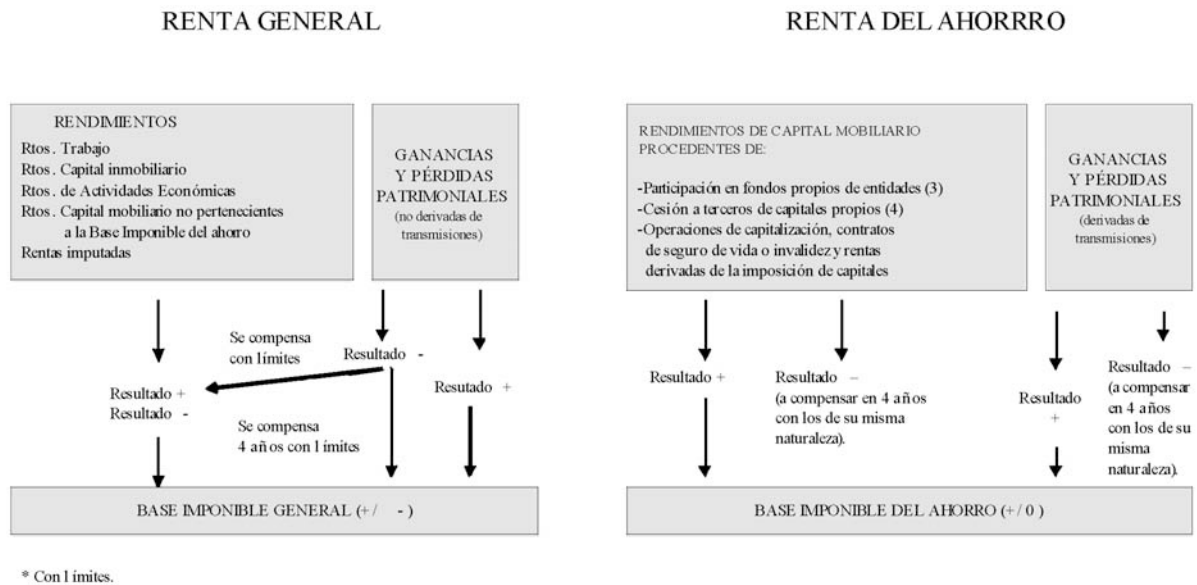 RENTA GENERAL
RENDIMIENTOS
Rtos. Trabajo
Rtos. Capital inmobiliario
Rtos. de Actividades Económicas
Rtos. Capital mobiliario no pertenecientes
a la Base Imponible del ahorro
Rentas imputadas
GANANCIAS
Y PÉRDIDAS
PATRIMONIALES
(no derivadas de
transmisiones)
Se compensa
con límites
Resultado -
Resultado +
Resultado -
Resutado +
Se compensa
4 años con límites
BASE IMPONIBLE GENERAL (+/ -)
* Con límites.
RENTA DEL AHORRRO
RENDIMIENTOS DE CAPITAL MOBILIARIO
PROCEDENTES DE:
-Participación en fondos propios de entidades (3)
-Cesión a terceros de capitales propios (4)
-Operaciones de capitalización, contratos
de seguro de vida o invalidez y rentas
derivadas de la imposición de capitales
GANANCIAS
Y PÉRDIDAS
PATRIMONIALES
(derivadas de
transmisiones)
Resultado +
Resultado –
(a compensar en 4 años
con los de su misma
naturaleza).
Resultado
+
Resultado –
(a compensar
en 4 años
con los de su
misma
naturaleza).
BASE IMPONIBLE DEL AHORRO (+/0)